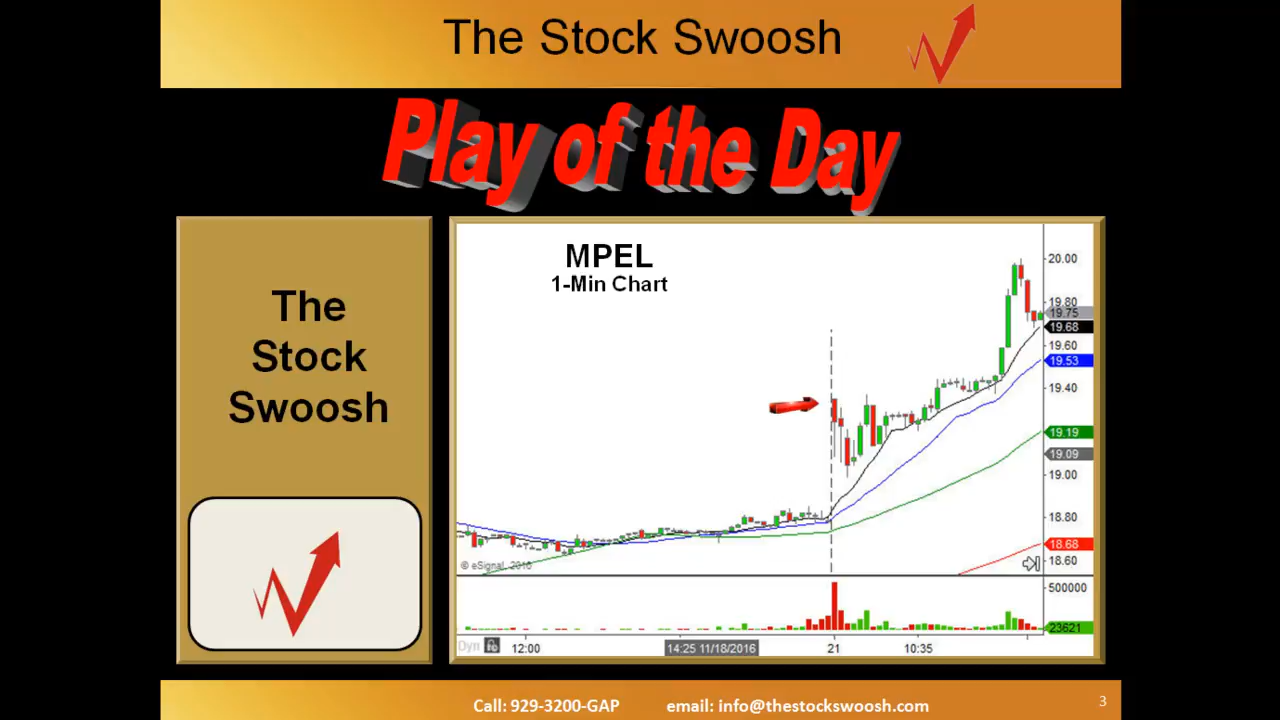 The Stock Swoosh
Play of the Day
The
Stock
Swoosh
MPEL
1-Min Chart
20.00
19.80
19.75
19.68
19.60
19.53
19.40
19.19
19.09
19.00
18.80
18.68
18.60
© eSignal, 2016
500000
23621
Dyn
12:00
14:25 11/18/2016
21
10:35
Call: 929-3200-GAP
email: info@thestockswoosh.com
3